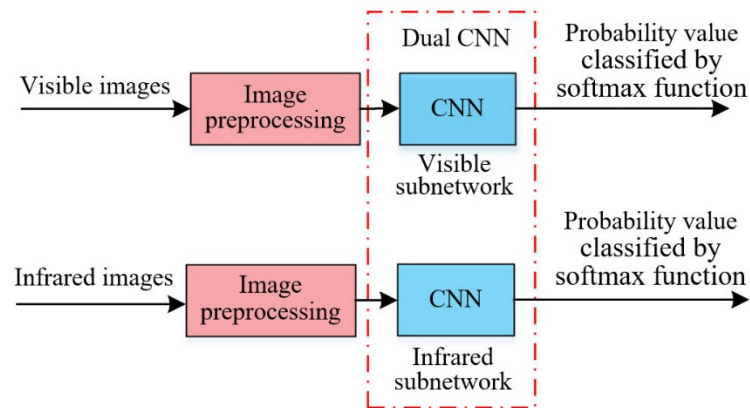 Dual CNN
Probability value
classified by
softmax function
Visible images
Image
preprocessing
CNN
Visible
subnetwork
Probability value
classified by
softmax function
Infrared images
Image
preprocessing
CNN
Infrared
subnetwork